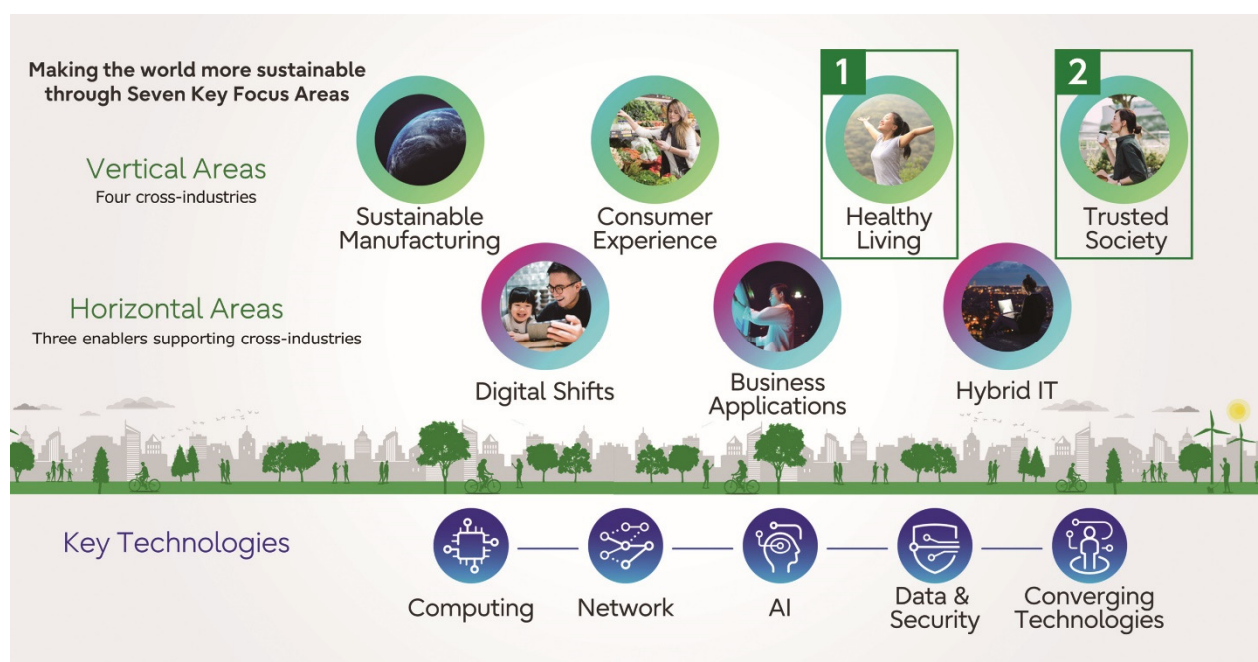 Making the world more sustainable
through Seven Key Focus Areas
1
2
Vertical Areas
Four cross-industries
Sustainable
Manufacturing
Consumer
Experience
Healthy
Living
Trusted
Society
Horizontal Areas
Three enablers supporting cross-industries
Digital Shifts
Business
Applications
Hybrid IT
Key Technologies
Computing
Network
AI
Data &
Security
Converging
Technologies